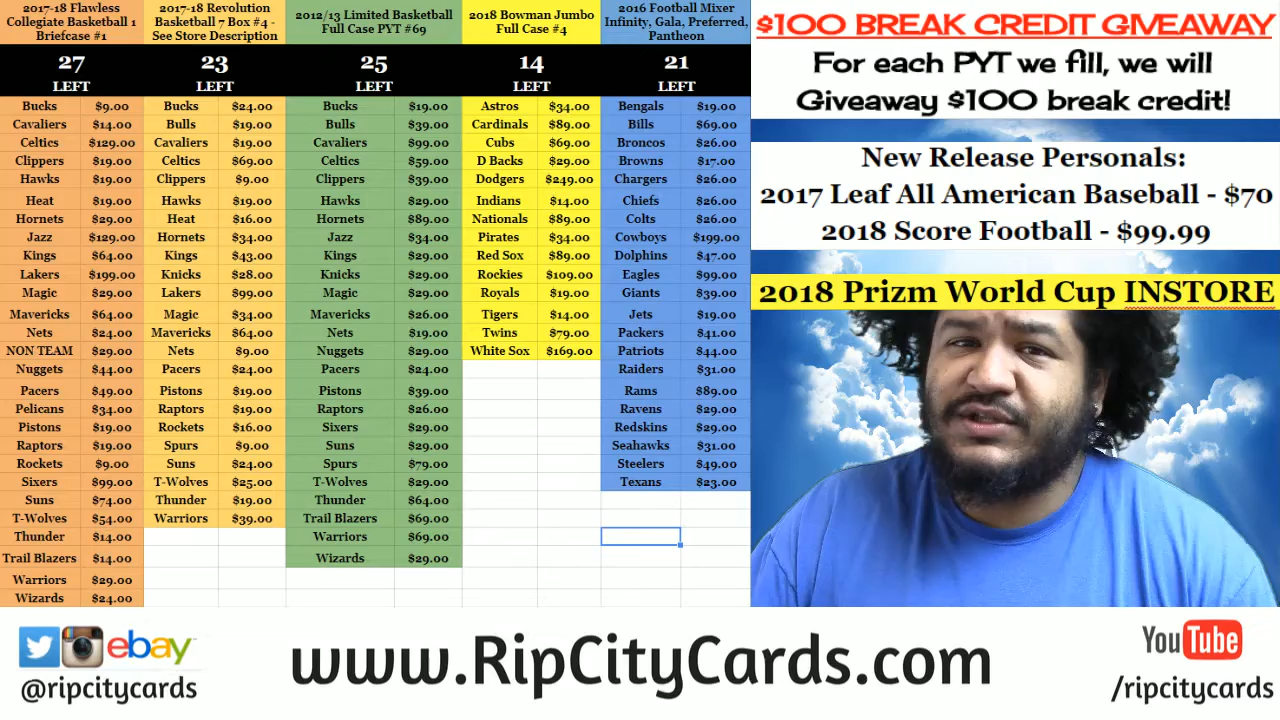 2017-18 Flawless
Collegiate Basketball 1
Briefcase #1
27
LEFT
Bucks $9.00
Cavaliers $14.00
Celtics $129.00
Clippers $19.00
Hawks $19.00
Heat $19.00
Hornets $29.00
Jazz $129.00
Kings $64.00
Lakers $199.00
Magic $29.00
Mavericks $64.00
Nets $24.00
NON TEAM $29.00
Nuggets $44.00
Pacers $49.00
Pelicans $34.00
Pistons $19.00
Raptors $19.00
Rockets $9.00
Sixers $99.00
Suns $74.00
T-Wolves $54.00
Thunder $14.00
Trail Blazers $14.00
Warriors $29.00
Wizards $24.00
2017-18 Revolution
Basketball 7 Box #4 -
See Store Description
23
LEFT
Bucks $24.00
Bulls $19.00
Cavaliers $19.00
Celtics $69.00
Clippers $9.00
Hawks $19.00
Heat $16.00
Hornets $34.00
Kings $43.00
Knicks $28.00
Lakers $99.00
Magic $34.00
Mavericks $64.00
Nets $9.00
Pacers $24.00
Pistons $19.00
Raptors $19.00
Rockets $16.00
Spurs $9.00
Suns $24.00
T-Wolves $25.00
Thunder $19.00
Warriors $39.00
2012/13 Limited Basketball
Full Case PYT #69
25
LEFT
Bucks $19.00
Bulls $39.00
Cavaliers $99.00
Celtics $59.00
Clippers $39.00
Hawks $29.00
Hornets $89.00
Jazz $34.00
Kings $29.00
Knicks $29.00
Magic $29.00
Mavericks $26.00
Nets $19.00
Nuggets $29.00
Pacers $24.00
Pistons $39.00
Raptors $26.00
Sixers $29.00
Suns $29.00
Spurs $79.00
T-Wolves $29.00
Thunder $64.00
Trail Blazers $69.00
Warriors $69.00
Wizards $29.00
2018 Bowman Jumbo
Full Case #4
14
LEFT
Astros $34.00
Cardinals $89.00
Cubs $69.00
D Backs $29.00
Dodgers $249.00
Indians $14.00
Nationals $89.00
Pirates $34.00
Red Sox $89.00
Rockies $109.00
Royals $19.00
Tigers $14.00
Twins $79.00
White Sox $169.00
2016 Football Mixer
Infinity, Gala, Preferred,
Pantheon
21
LEFT
Bengals $19.00
Bills $69.00
Broncos $26.00
Browns $17.00
Chargers $26.00
Chiefs $26.00
Colts $26.00
Cowboys $199.00
Dolphins $47.00
Eagles $99.00
Giants $39.00
Jets $19.00
Packers $41.00
Patriots $44.00
Raiders $31.00
Rams $89.00
Ravens $29.00
Redskins $29.00
Seahawks $31.00
Steelers $49.00
Texans $23.00
$100 BREAK CREDIT GIVEAWAY
For each PYT we fill, we will
Giveaway $100 break credit!
New Release Personals:
2017 Leaf All American Baseball - $70
2018 Score Football - $99.99
2018 Prizm World Cup INSTORE
ebay
@ripcitycards
www.RipCityCards.com
YouTube
/ripcitycards